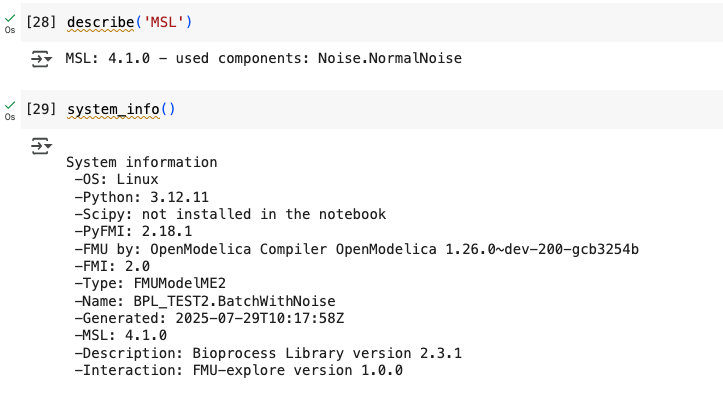 [28] describe('MSL')
0s
MSL: 4.1.0 – used components: Noise.NormalNoise
[29] system_info()
0s
System information
-OS: Linux
-Python: 3.12.11
-Scipy: not installed in the notebook
-PyFMI: 2.18.1
-FMU by: OpenModelica Compiler OpenModelica 1.26.0~dev-200-gcb3254b
-FMI: 2.0
-Type: FMUModelME2
-Name: BPL_TEST2.BatchWithNoise
-Generated: 2025-07-29T10:17:58Z
-MSL: 4.1.0
-Description: Bioprocess Library version 2.3.1
-Interaction: FMU-explore version 1.0.0